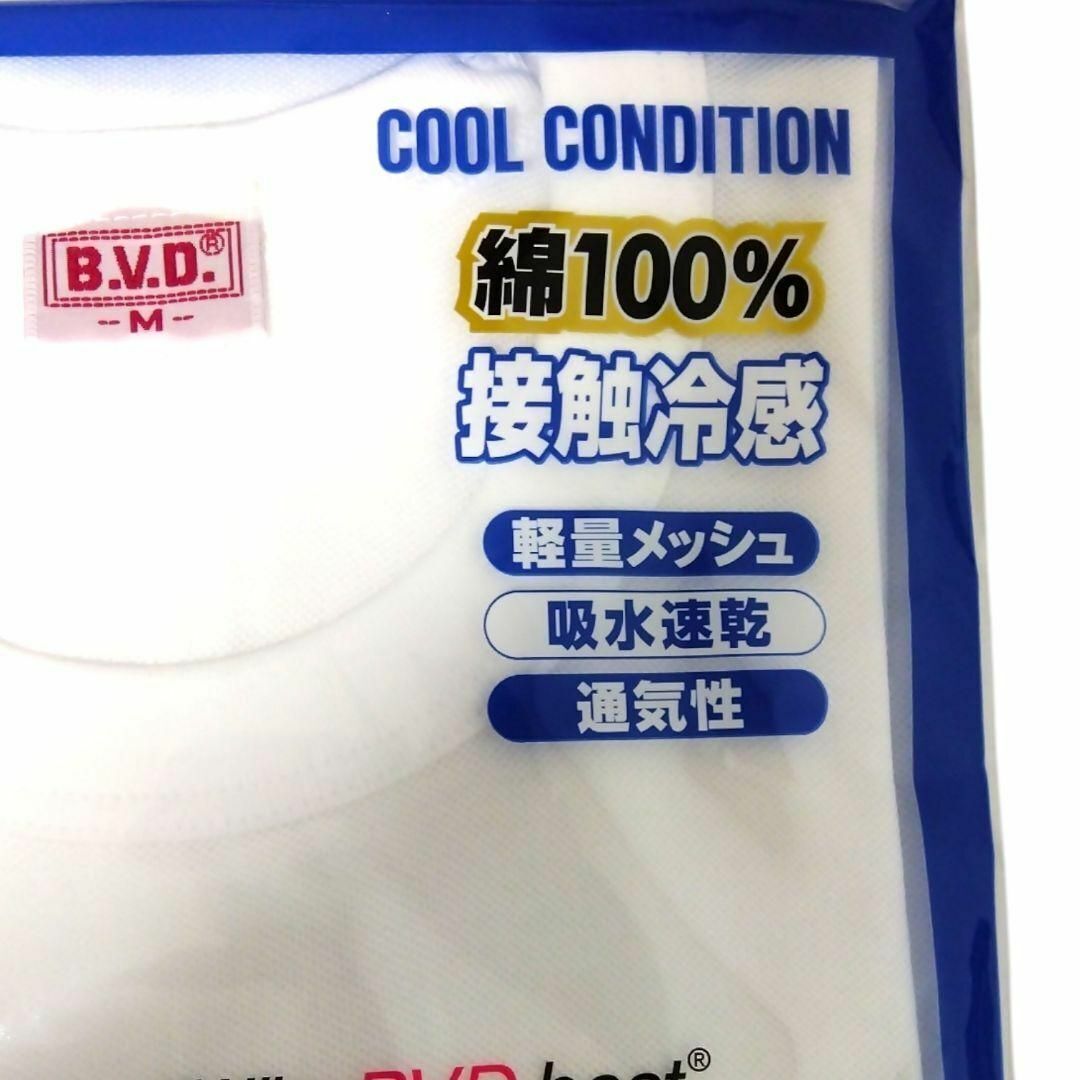 COOL CONDITION
B.V.D.®
-M-
綿100%
接触冷感
軽量メッシュ
吸水速乾
通気性